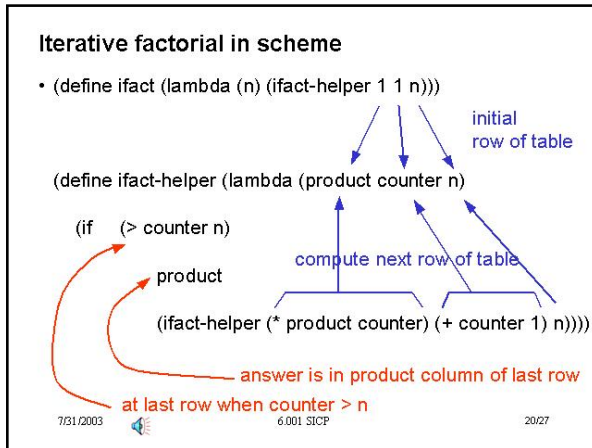 Iterative factorial in scheme
• (define ifact (lambda (n) (ifact-helper 1 1 n)))
initial
row of table
(define ifact-helper (lambda (product counter n)
(if (> counter n)
compute next row of table
product
(ifact-helper (* product counter) (+ counter 1) n))))
answer is in product column of last row
at last row when counter > n
7/31/2003 6.001 SICP 20/27